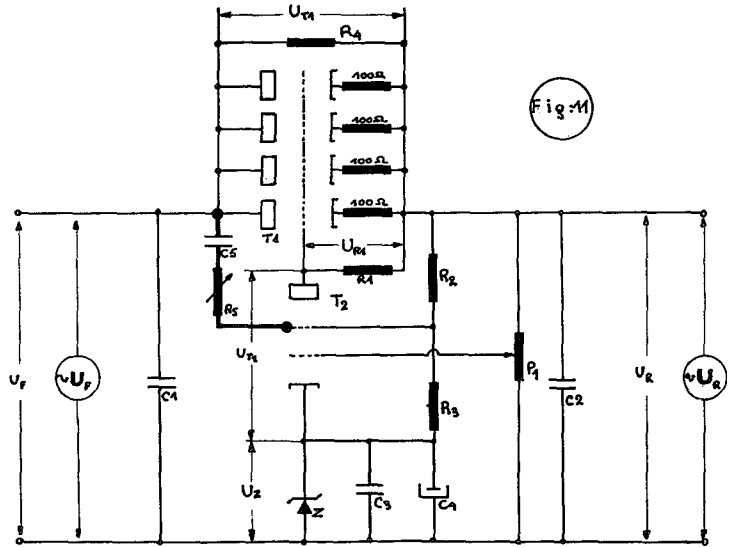 U_T1
R4
100Ω
100Ω
Fig:11
100Ω
100Ω
T1
C5
U_R1
R1
R2
T2
R5
U_T2
U_F
~U_F
C1
P1
C2
U_R
~U_R
R3
U_Z
Z
C3
C4